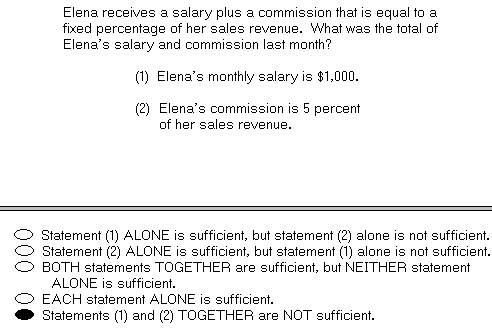 Elena receives a salary plus a commission that is equal to a
fixed percentage of her sales revenue. What was the total of
Elena's salary and commission last month?
(1) Elena's monthly salary is $1,000.
(2) Elena's commission is 5 percent
of her sales revenue.
Statement (1) ALONE is sufficient, but statement (2) alone is not sufficient.
Statement (2) ALONE is sufficient, but statement (1) alone is not sufficient.
BOTH statements TOGETHER are sufficient, but NEITHER statement
ALONE is sufficient.
EACH statement ALONE is sufficient.
Statements (1) and (2) TOGETHER are NOT sufficient.